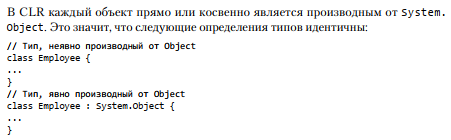 В CLR каждый объект прямо или косвенно является производным от System.
Object. Это значит, что следующие определения типов идентичны:
// Тип, неявно производный от Object
class Employee {
...
}
// Тип, явно производный от Object
class Employee : System.Object {
...
}